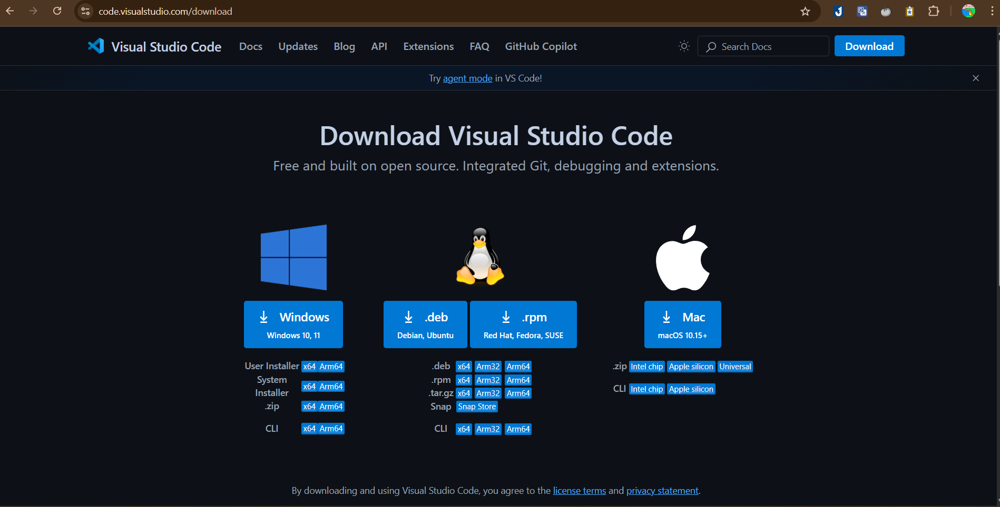 code.visualstudio.com/download
Visual Studio Code Docs Updates Blog API Extensions FAQ GitHub Copilot Search Docs Download
Try agent mode in VS Code!
Download Visual Studio Code
Free and built on open source. Integrated Git, debugging and extensions.
Windows
Windows 10, 11
User Installer x64 Arm64
System
Installer x64 Arm64
.zip x64 Arm64
CLI x64 Arm64
.deb
Debian, Ubuntu
.rpm
Red Hat, Fedora, SUSE
.deb x64 Arm32 Arm64
.rpm x64 Arm32 Arm64
.tar.gz x64 Arm32 Arm64
Snap Snap Store
CLI x64 Arm32 Arm64
Mac
macOS 10.15+
.zip Intel chip Apple silicon Universal
CLI Intel chip Apple silicon
By downloading and using Visual Studio Code, you agree to the license terms and privacy statement.